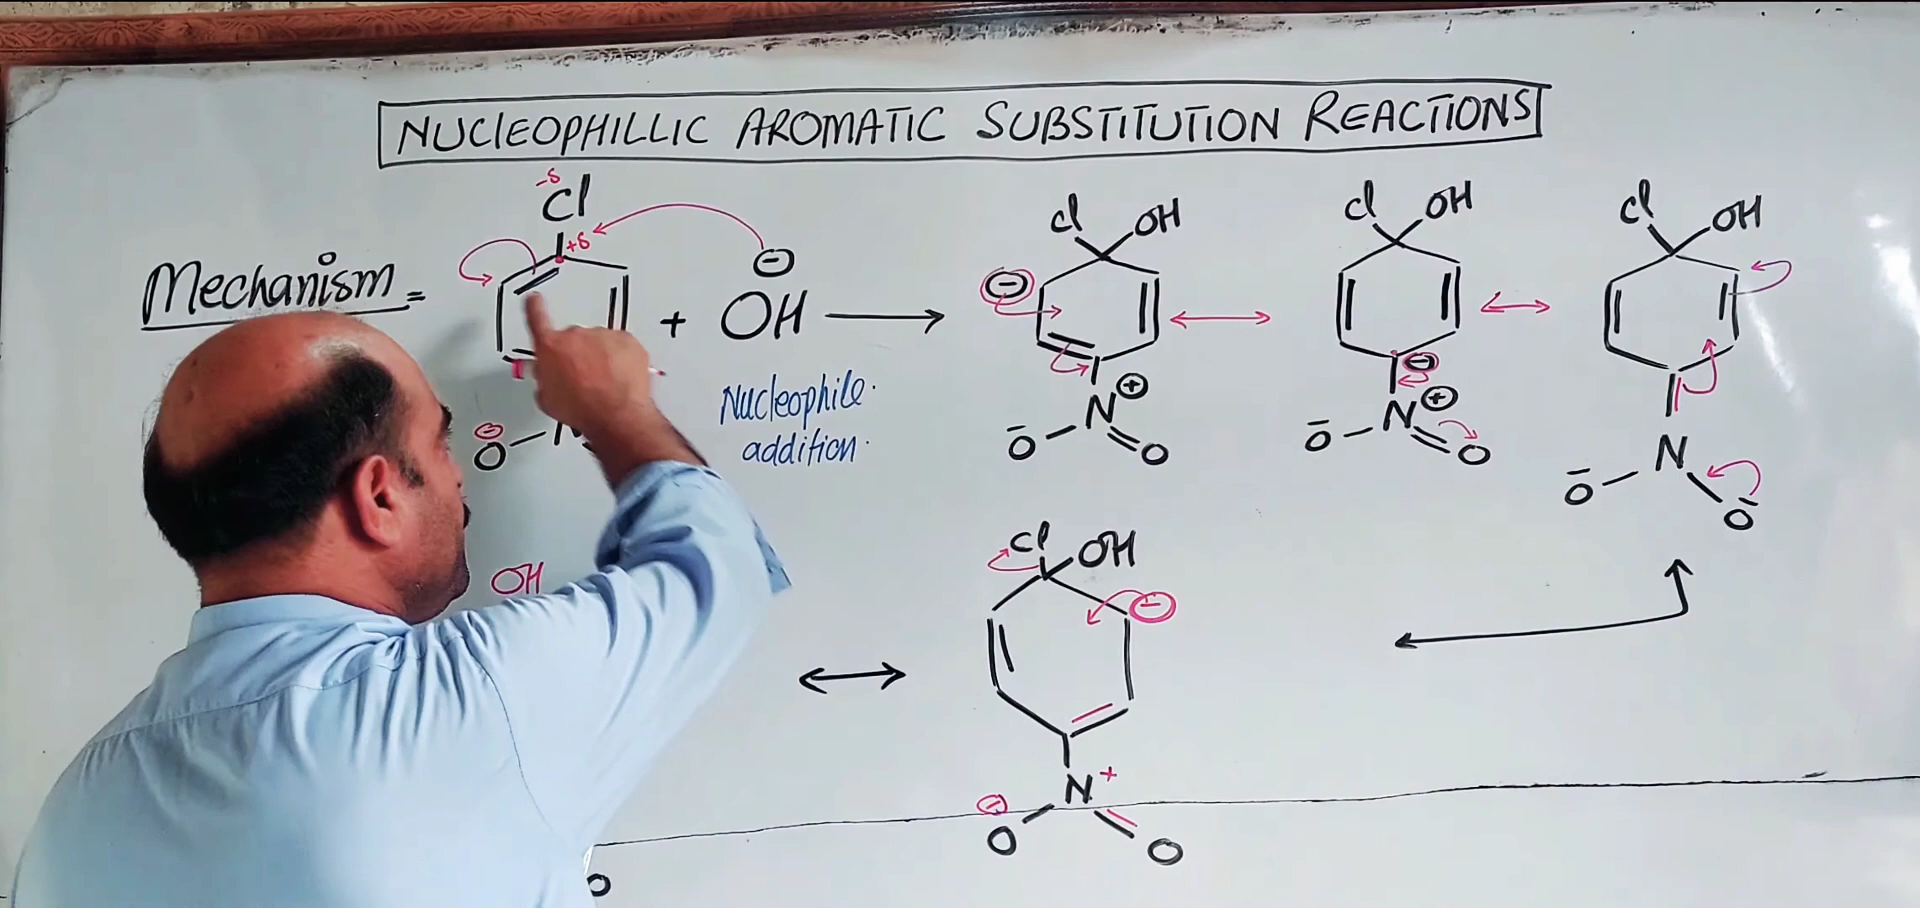 NUCLEOPHILLIC AROMATIC SUBSTITUTION REACTIONS
Mechanism =
-δ
Cl
+δ
+
⊖
OH
Nucleophile
addition
⊖
O
N
Cl OH
⊖
N⊕
Ō
O
Cl OH
⊖
N⊕
Ō
O
Cl OH
N
Ō
Ō
OH
Cl OH
⊖
N+
⊖
O
O